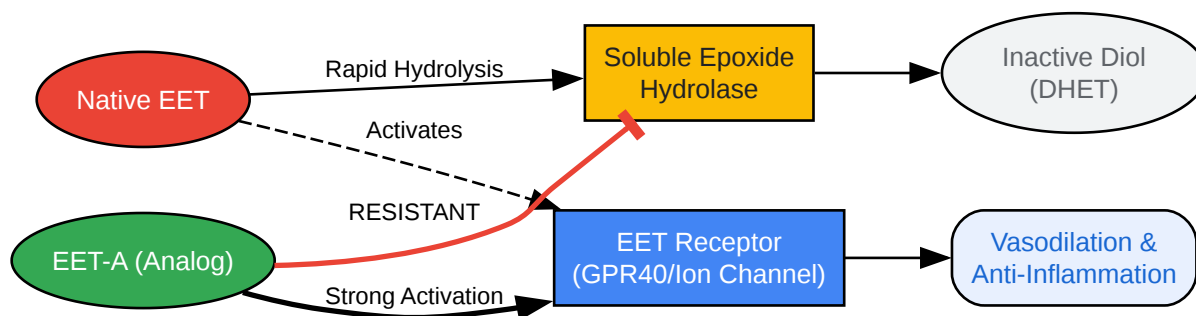 Native EET
Rapid Hydrolysis
Soluble Epoxide
Hydrolase
Inactive Diol
(DHET)
Activates
RESISTANT
EET-A (Analog)
Strong Activation
EET Receptor
(GPR40/Ion Channel)
Vasodilation &
Anti-Inflammation